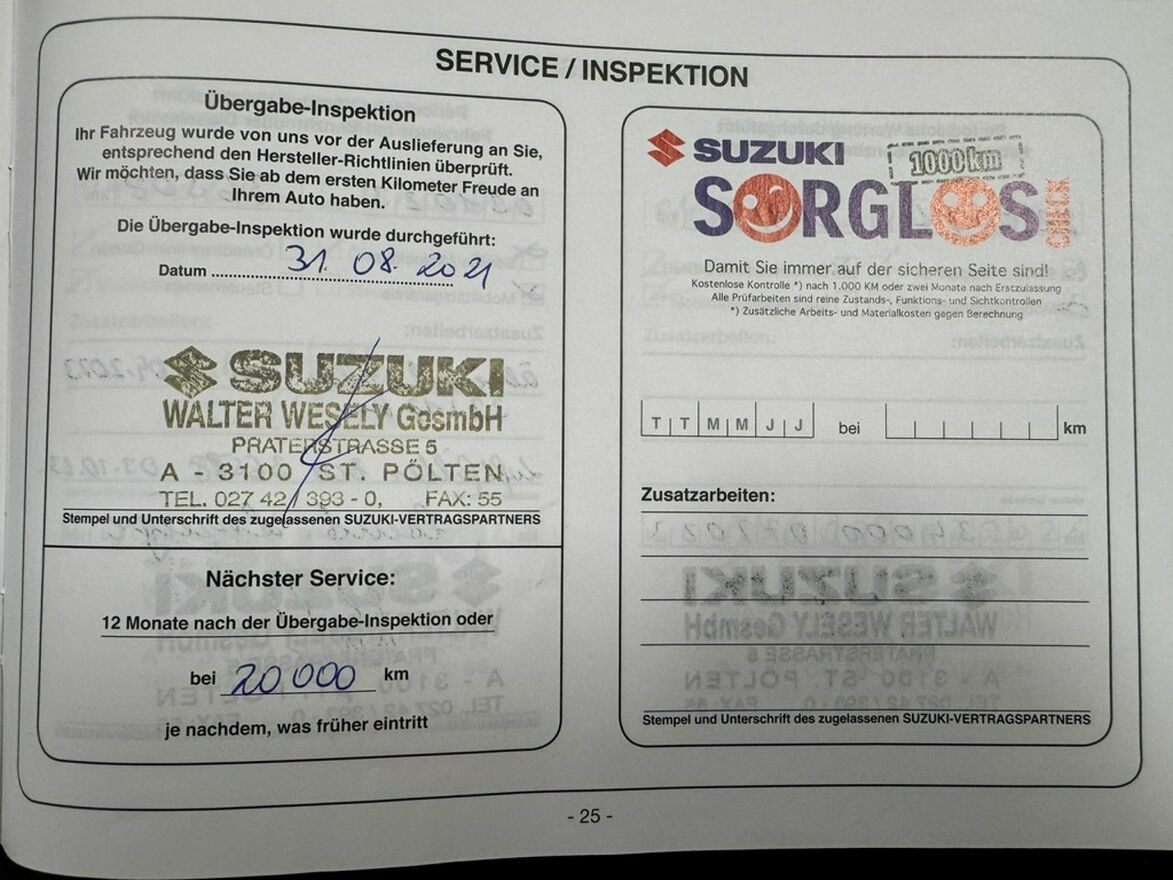 SERVICE / INSPEKTION
Übergabe-Inspektion
Ihr Fahrzeug wurde von uns vor der Auslieferung an Sie,
entsprechend den Hersteller-Richtlinien überprüft.
Wir möchten, dass Sie ab dem ersten Kilometer Freude an
Ihrem Auto haben.
Die Übergabe-Inspektion wurde durchgeführt:
Datum 31. 08. 2021
SUZUKI
WALTER WESELY GesmbH
PRATERSTRASSE 5
A - 3100 ST. PÖLTEN
TEL. 027 42 / 393 - 0, FAX: 55
Stempel und Unterschrift des zugelassenen SUZUKI-VERTRAGSPARTNERS
Nächster Service:
12 Monate nach der Übergabe-Inspektion oder
bei 20000 km
je nachdem, was früher eintritt
SUZUKI 1000 km
SORGLOS CHECK
Damit Sie immer auf der sicheren Seite sind!
Kostenlose Kontrolle *) nach 1.000 KM oder zwei Monate nach Erstzulassung
Alle Prüfarbeiten sind reine Zustands-, Funktions- und Sichtkontrollen
*) Zusätzliche Arbeits- und Materialkosten gegen Berechnung
T T M M J J bei km
Zusatzarbeiten:
Stempel und Unterschrift des zugelassenen SUZUKI-VERTRAGSPARTNERS
- 25 -